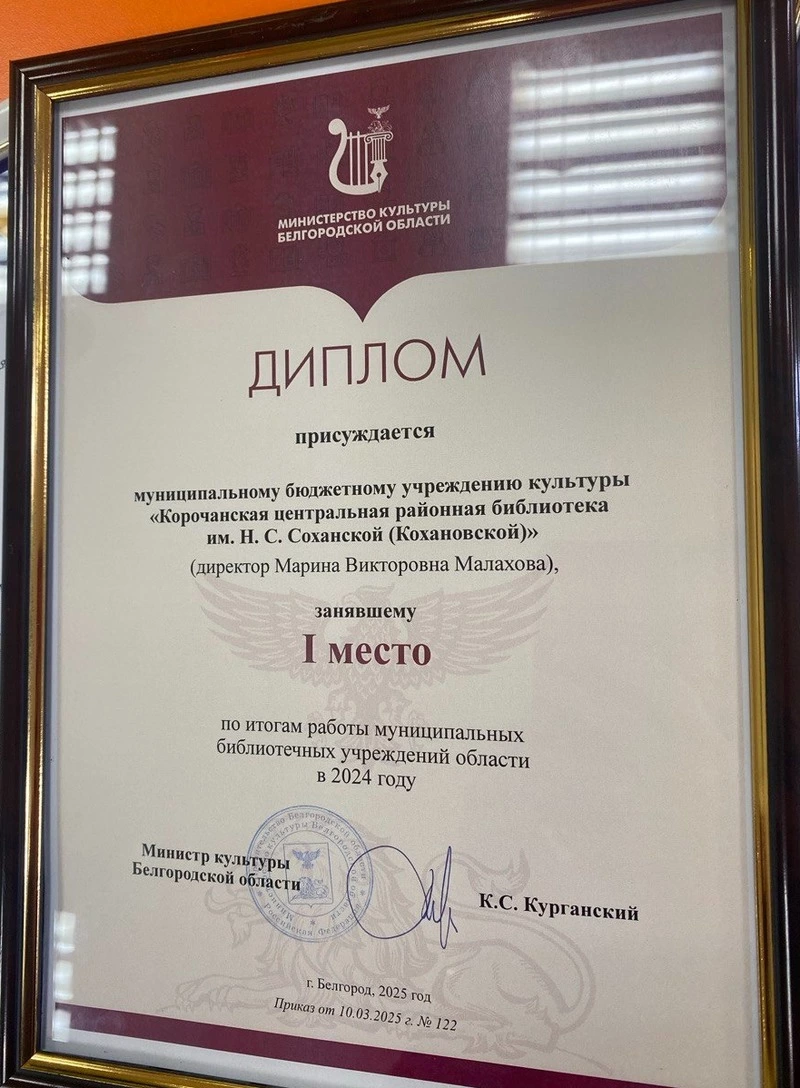 МИНИСТЕРСТВО КУЛЬТУРЫ
БЕЛГОРОДСКОЙ ОБЛАСТИ
ДИПЛОМ
присуждается
муниципальному бюджетному учреждению культуры
«Корочанская центральная районная библиотека
им. Н. С. Соханской (Кохановской)»
(директор Марина Викторовна Малахова),
занявшему
I место
по итогам работы муниципальных
библиотечных учреждений области
в 2024 году
Министр культуры
Белгородской области
К.С. Курганский
г. Белгород, 2025 год
Приказ от 10.03.2025 г. № 122